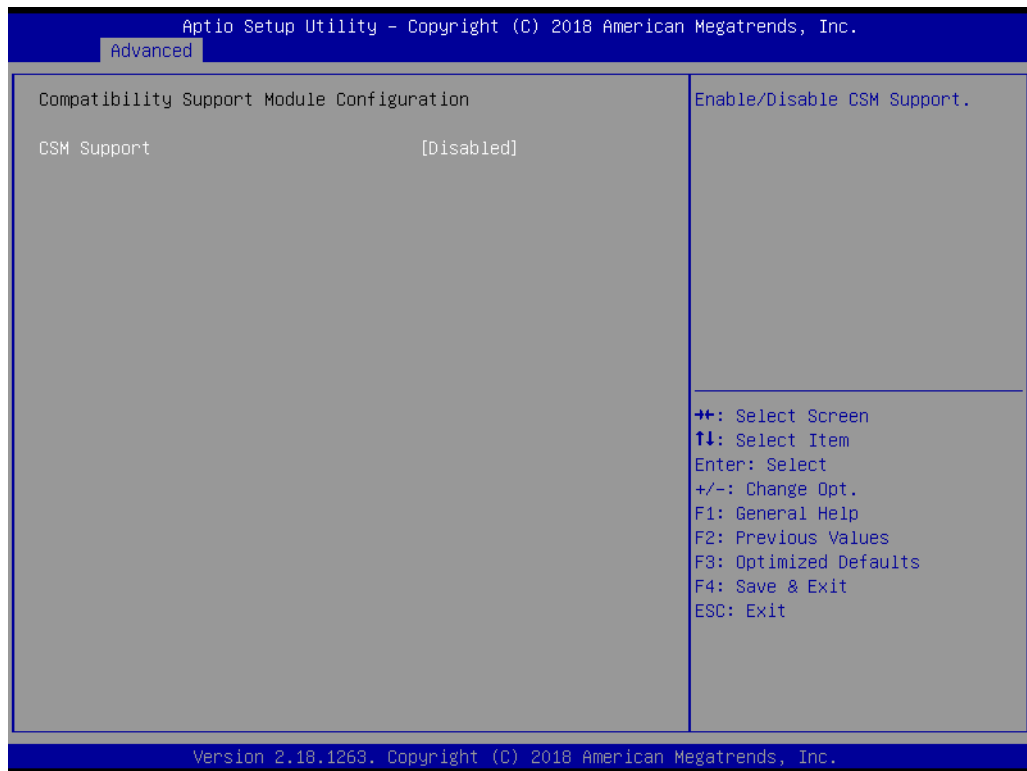 Aptio Setup Utility – Copyright (C) 2018 American Megatrends, Inc.
Advanced
Compatibility Support Module Configuration
CSM Support [Disabled]
Enable/Disable CSM Support.
→←: Select Screen
↑↓: Select Item
Enter: Select
+/-: Change Opt.
F1: General Help
F2: Previous Values
F3: Optimized Defaults
F4: Save & Exit
ESC: Exit
Version 2.18.1263. Copyright (C) 2018 American Megatrends, Inc.